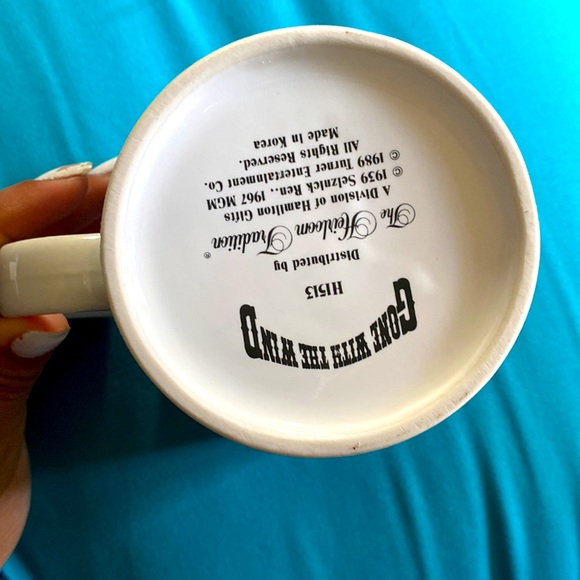 GONE WITH THE WIND
H1513
Distributed by
The Heirloom Tradition®
A Division of Hamilton Gifts
© 1939 Selznick Ren.. 1967 MGM
© 1989 Turner Entertainment Co.
All Rights Reserved.
Made In Korea